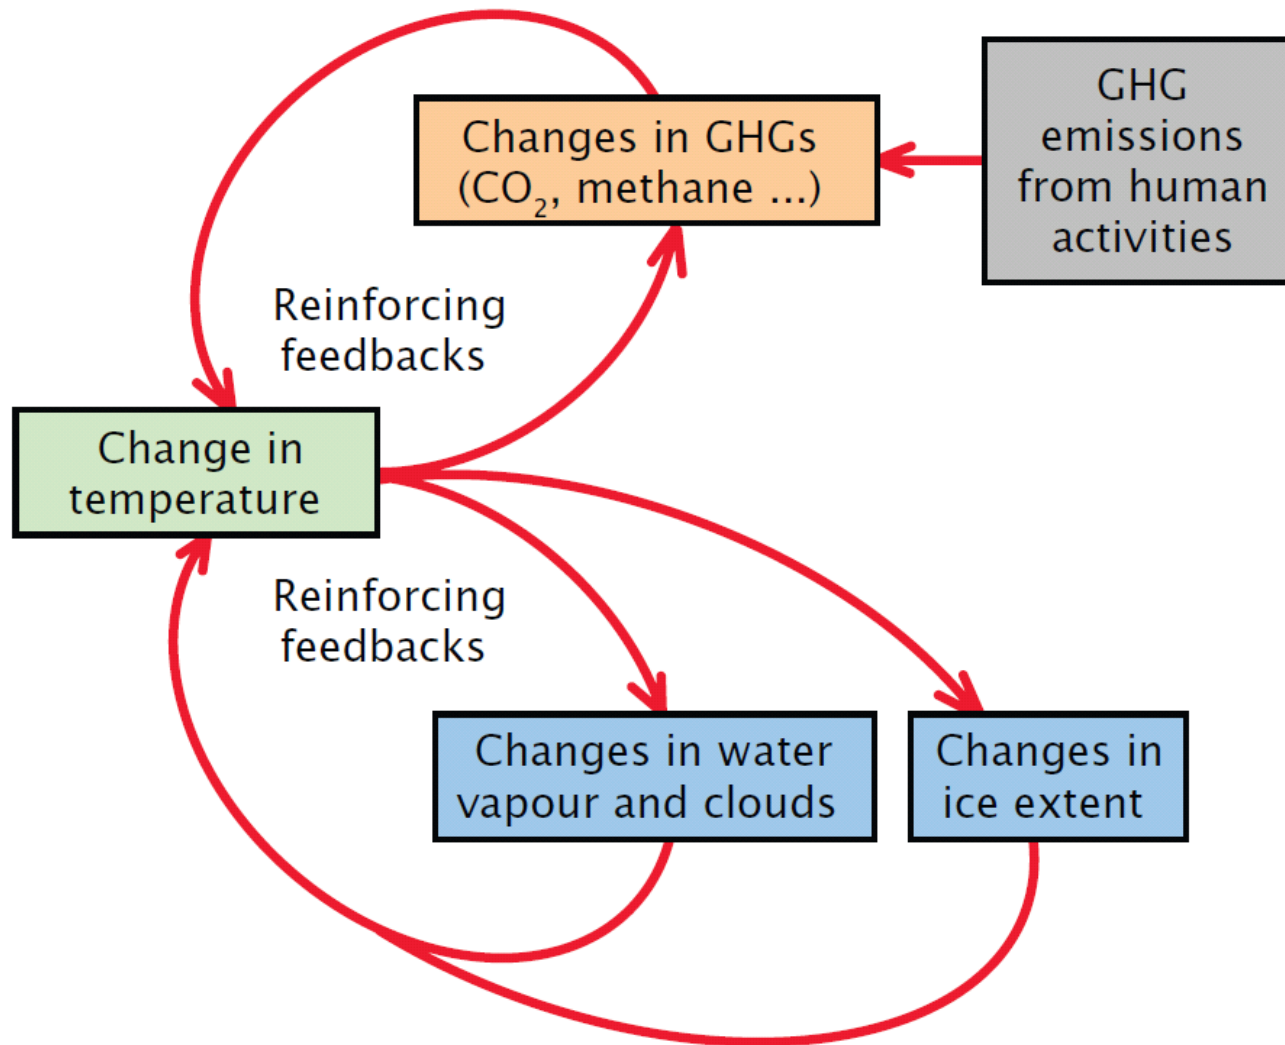 Changes in GHGs
(CO₂, methane ...)
GHG
emissions
from human
activities
Reinforcing
feedbacks
Change in
temperature
Reinforcing
feedbacks
Changes in water
vapour and clouds
Changes in
ice extent